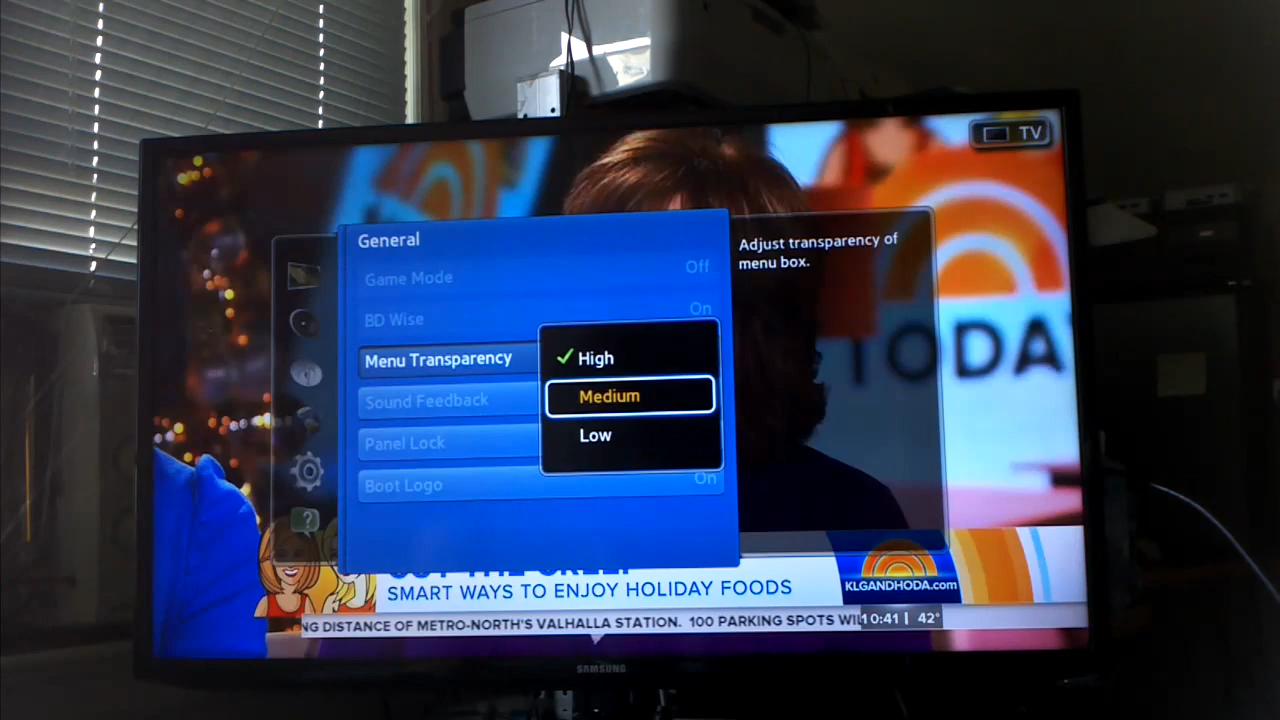 TV
General
Adjust transparency of
menu box.
Game Mode Off
BD Wise On
Menu Transparency
High
Medium
Low
Sound Feedback
Panel Lock
Boot Logo On
TODA
?
SMART WAYS TO ENJOY HOLIDAY FOODS
KLGANDHODA.com
NG DISTANCE OF METRO-NORTH'S VALHALLA STATION. 100 PARKING SPOTS WIL
10:41 42°
SAMSUNG